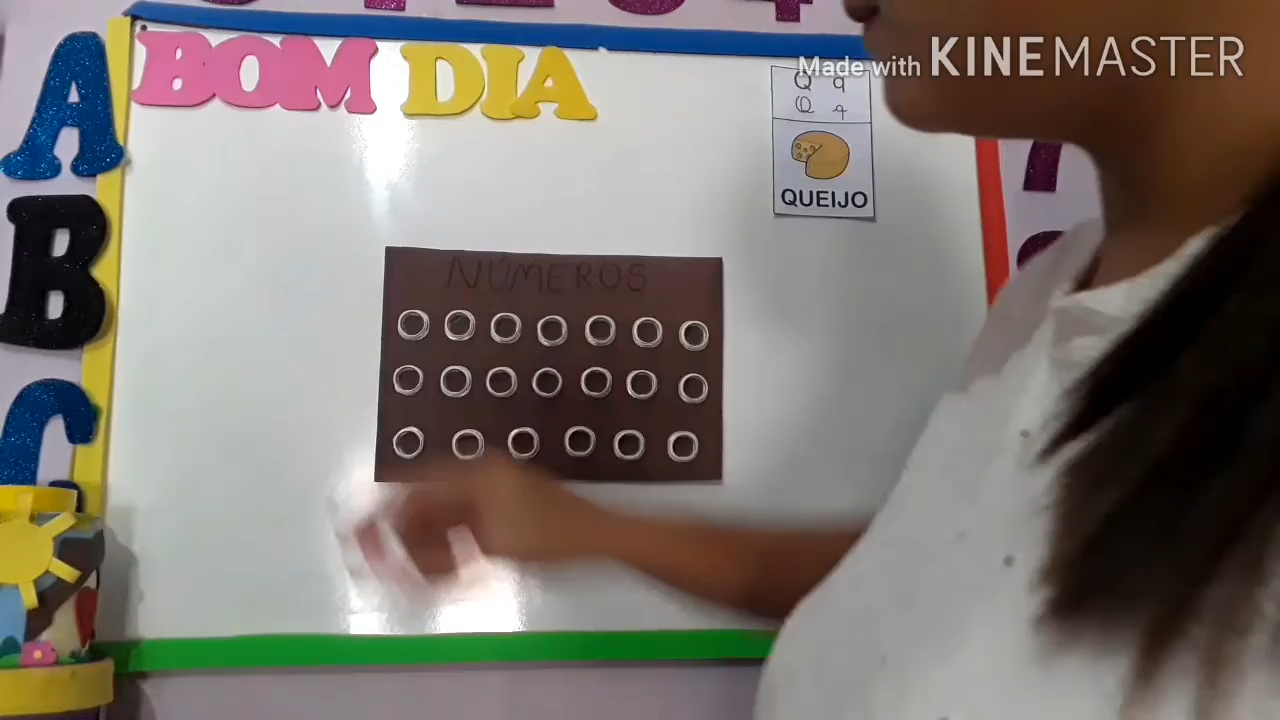 BOM DIA
Made with KINEMASTER
Q q
Q q
QUEIJO
NÚMEROS
A
B
C